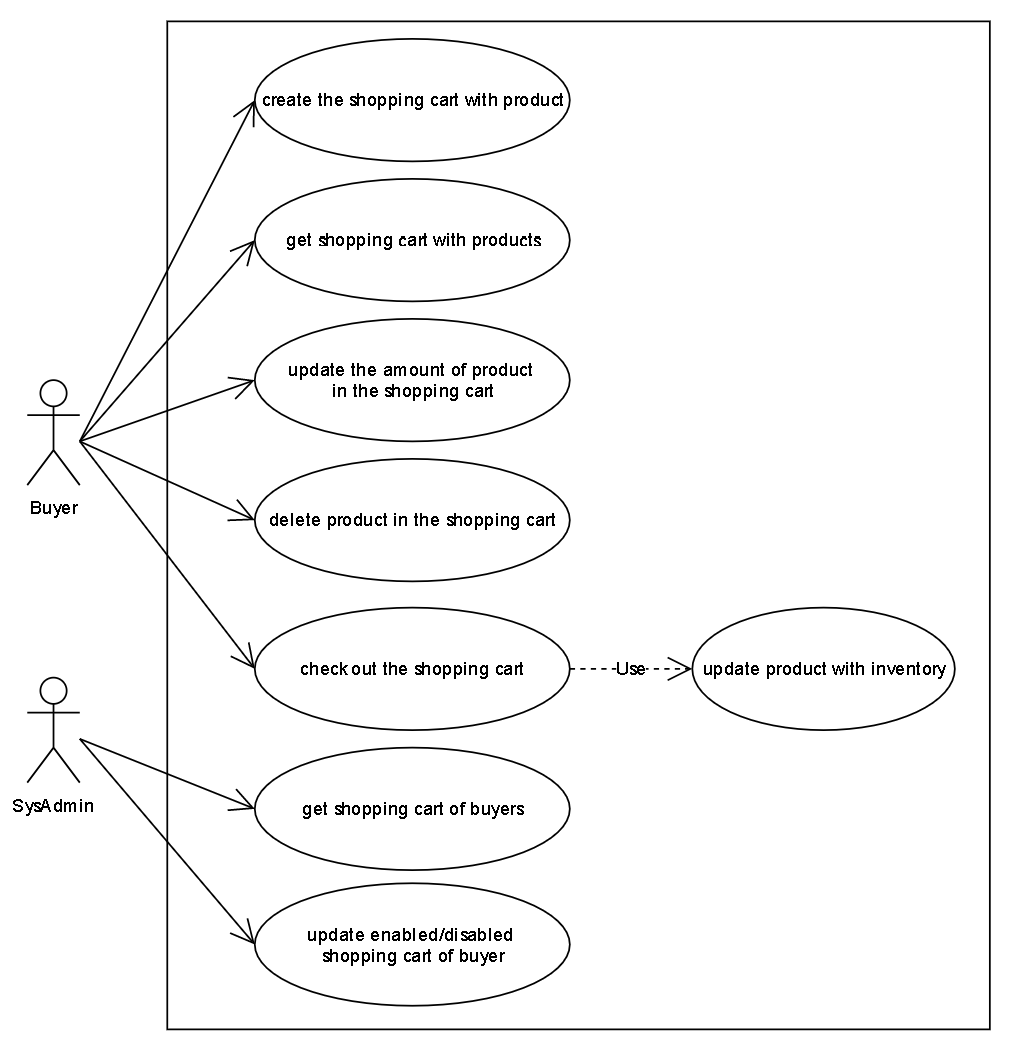 create the shopping cart with product
get shopping cart with products
update the amount of product
in the shopping cart
Buyer
delete product in the shopping cart
check out the shopping cart
Use
update product with inventory
SysAdmin
get shopping cart of buyers
update enabled/disabled
shopping cart of buyer